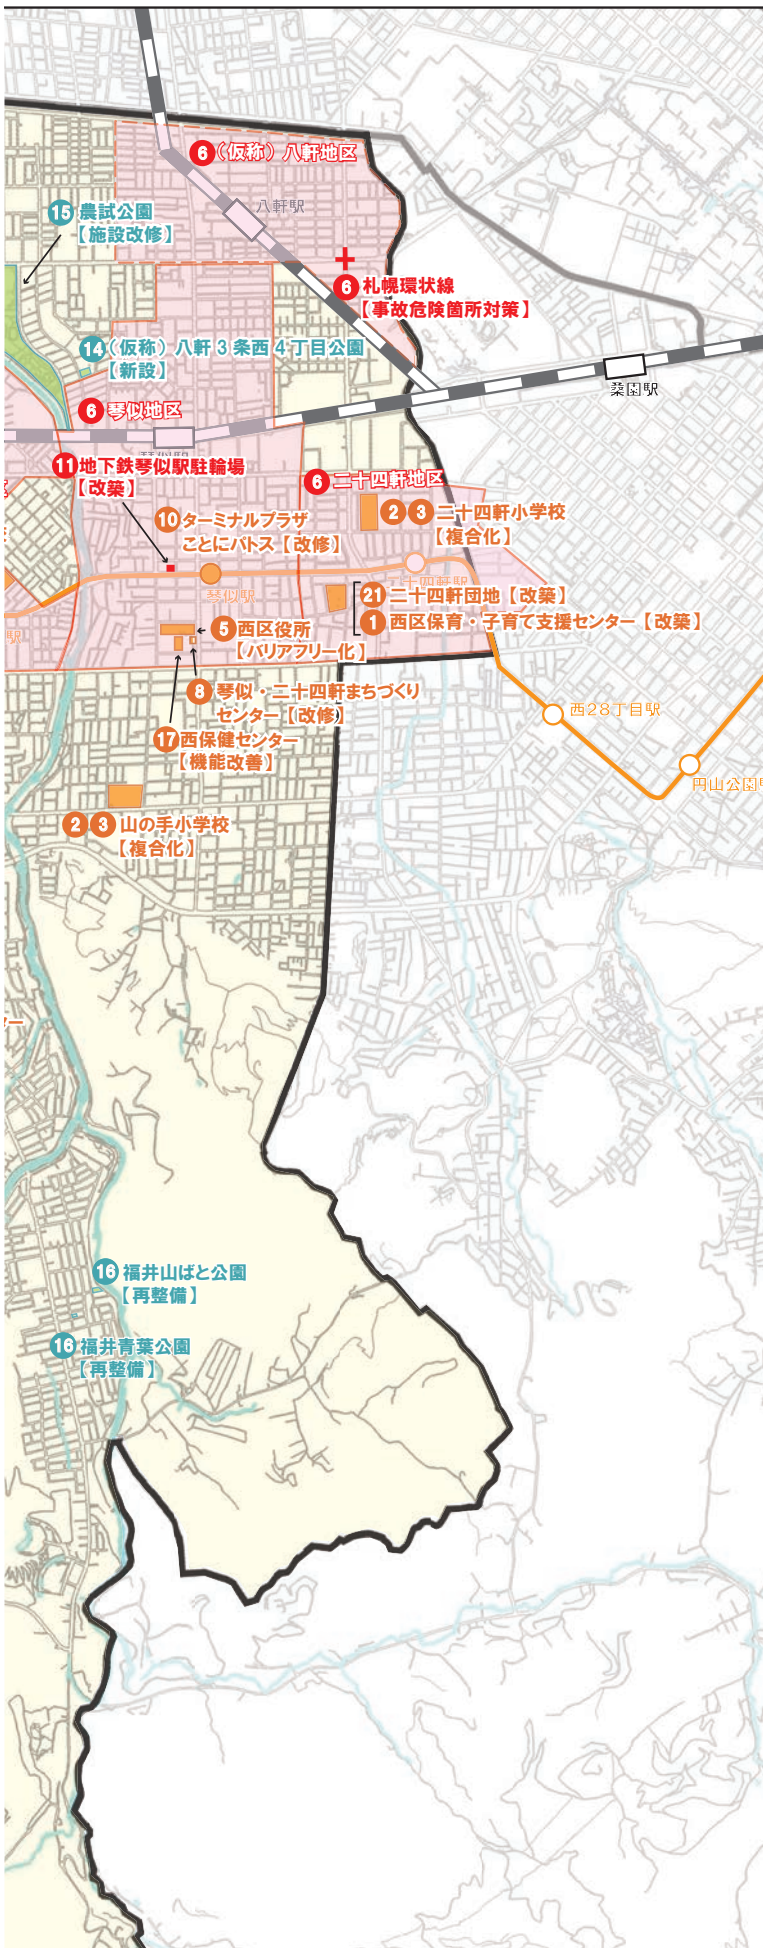 6 (仮称) 八軒地区
八軒駅
15 農試公園
【施設改修】
6 札幌環状線
【事故危険箇所対策】
14 (仮称) 八軒3条西4丁目公園
【新設】
桑園駅
6 琴似地区
11 地下鉄琴似駅駐輪場
【改築】
6 二十四軒地区
2 3 二十四軒小学校
【複合化】
10 ターミナルプラザ
ことにパトス【改修】
二十四軒駅
琴似駅
21 二十四軒団地【改築】
1 西区保育・子育て支援センター【改築】
駅
5 西区役所
【バリアフリー化】
8 琴似・二十四軒まちづくり
センター【改修】
西28丁目駅
17 西保健センター
【機能改善】
円山公園
2 3 山の手小学校
【複合化】
ター
16 福井山ばと公園
【再整備】
16 福井青葉公園
【再整備】